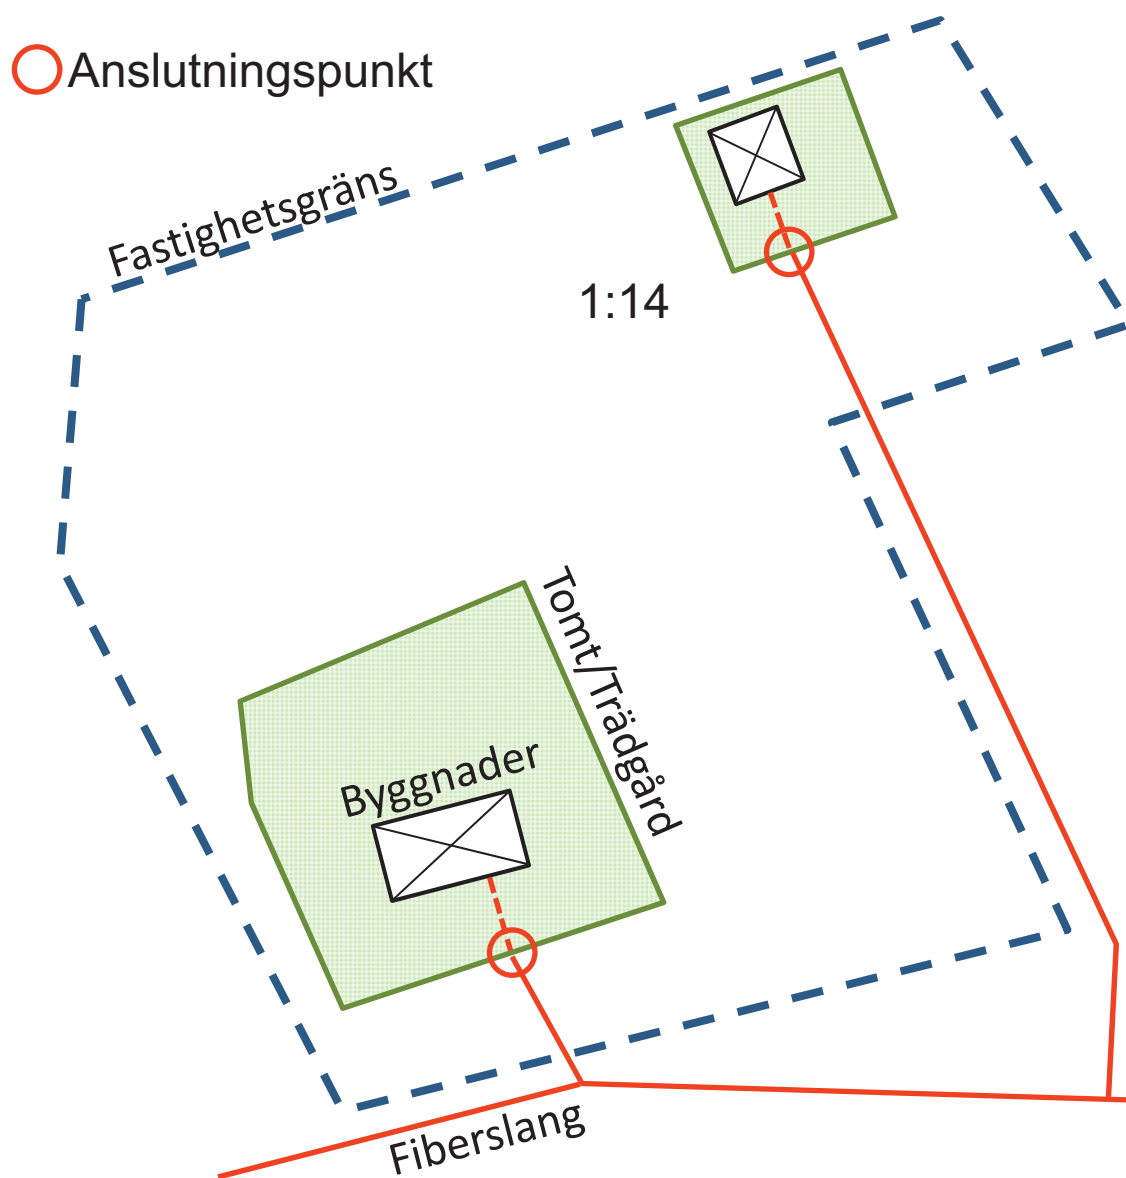 Anslutningspunkt
Fastighetsgräns
1:14
Tomt/Trädgård
Byggnader
Fiberslang